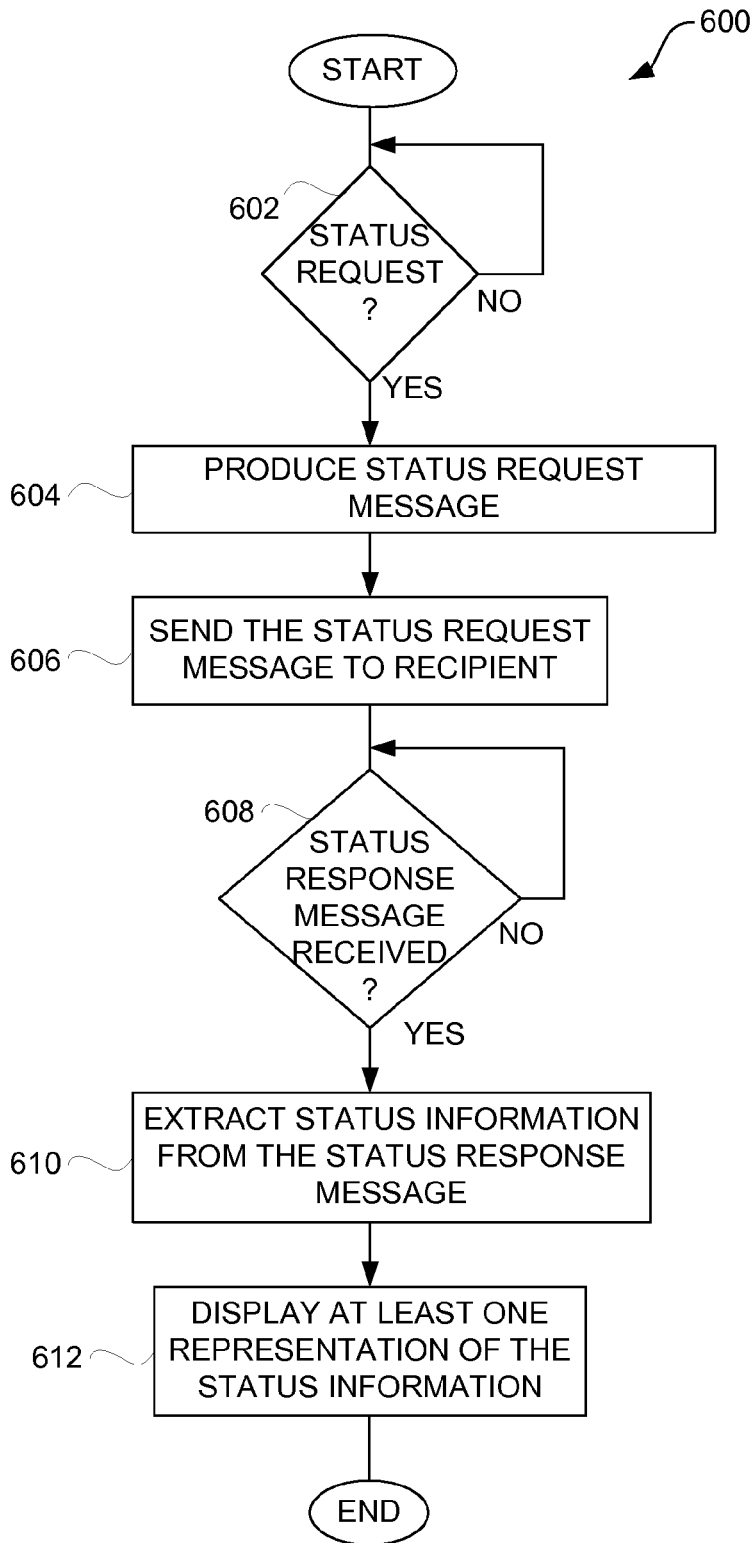 600
START
602
STATUS
REQUEST
?
NO
YES
604
PRODUCE STATUS REQUEST
MESSAGE
606
SEND THE STATUS REQUEST
MESSAGE TO RECIPIENT
608
STATUS
RESPONSE
MESSAGE
RECEIVED
?
NO
YES
610
EXTRACT STATUS INFORMATION
FROM THE STATUS RESPONSE
MESSAGE
612
DISPLAY AT LEAST ONE
REPRESENTATION OF THE
STATUS INFORMATION
END